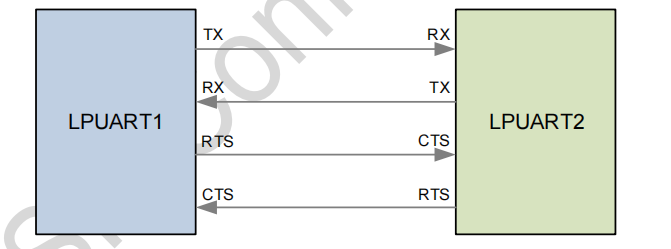 TX RX
RX TX
LPUART1 LPUART2
RTS CTS
CTS RTS